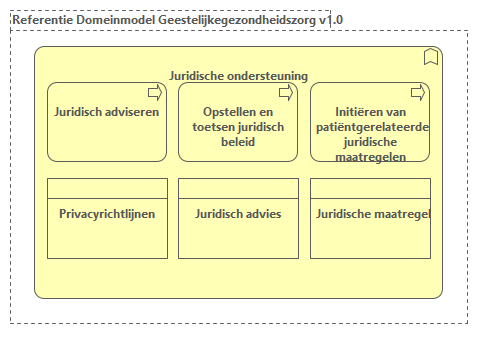 Referentie Domeinmodel Geestelijkegezondheidszorg v1.0
Juridische ondersteuning
Juridisch adviseren
Opstellen en
toetsen juridisch
beleid
Initiëren van
patiëntgerelateerde
juridische
maatregelen
Privacyrichtlijnen
Juridisch advies
Juridische maatregel